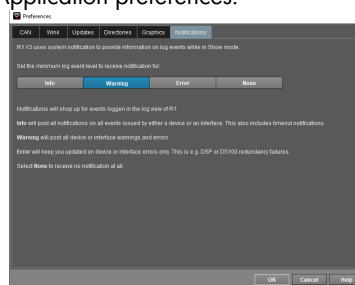 Application preferences.
Preferences
CAN Wink Updates Directories Graphics Notifications
R1 V3 uses system notification to provide information on log events while in Show mode.
Set the minimum log event level to receive notification for:
Info Warning Error None
Notifications will shop up for events loggen in the log view of R1.
Info will post all notifications on all events issued by either a device or an interface. This also includes timeout notifications.
Warning will post all device or interface warnings and errors.
Error will keep you updated on device or interface errors only. This is e.g. DSP or DS100 redundancy failures.
Select None to receive no notification at all.
OK Cancel Help